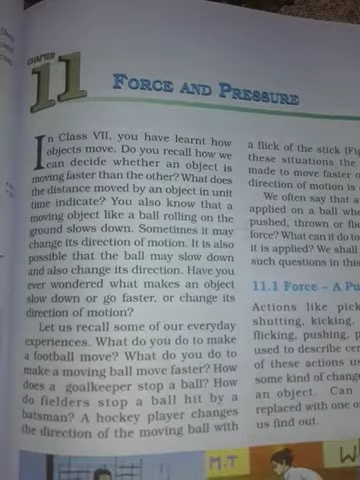 CHAPTER
11
FORCE AND PRESSURE
In Class VII, you have learnt how
objects move. Do you recall how we
can decide whether an object is
moving faster than the other? What does
the distance moved by an object in unit
time indicate? You also know that a
moving object like a ball rolling on the
ground slows down. Sometimes it may
change its direction of motion. It is also
possible that the ball may slow down
and also change its direction. Have you
ever wondered what makes an object
slow down or go faster, or change its
direction of motion?
Let us recall some of our everyday
experiences. What do you do to make
a football move? What do you do to
make a moving ball move faster? How
does a goalkeeper stop a ball? How
do fielders stop a ball hit by a
batsman? A hockey player changes
the direction of the moving ball with
a flick of the stick
these situations the
made to move faster
direction of motion is
We often say that a
applied on a ball
pushed, thrown or
force? What can it do to
it is applied? We shall
such questions in this
11.1 Force – A
Actions like
shutting, kicking,
flicking, pushing,
used to describe
of these actions
some kind of
an object. Can
replaced with one
us find out.
M.T